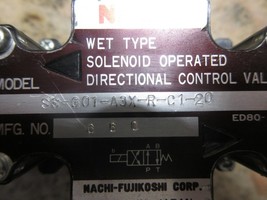 N
WET TYPE
SOLENOID OPERATED
DIRECTIONAL CONTROL VAL
MODEL SS-G01-A3X-R-C1-20
MFG. NO. ED80-
A B
P T
NACHI-FUJIKOSHI CORP.
JAPAN